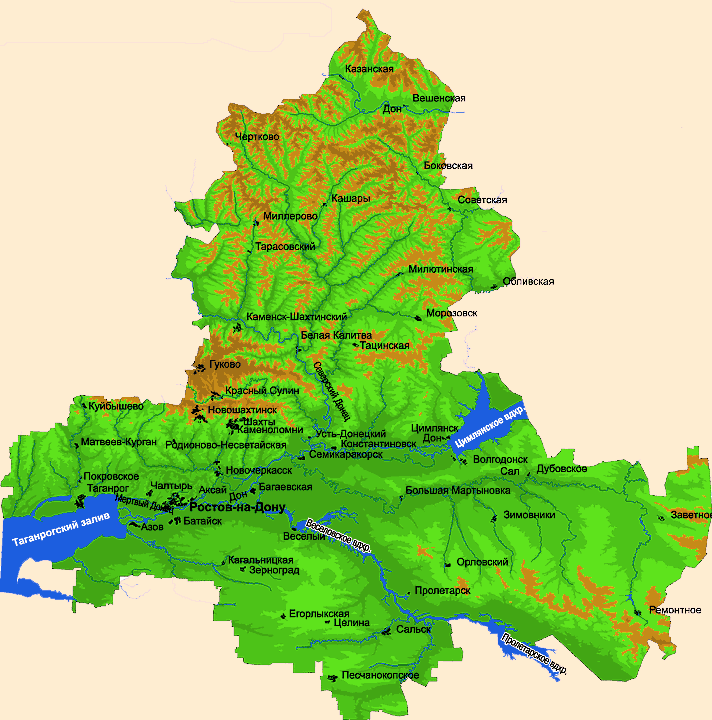 Казанская
Вешенская
Дон
Чертково
Боковская
Кашары
Советская
Миллерово
Тарасовский
Милютинская
Обливская
Каменск-Шахтинский
Морозовск
Белая Калитва
Тацинская
Гуково
Северский Донец
Красный Сулин
Куйбышево
Новошахтинск
Цимлянское вдхр.
Шахты
Каменоломни
Цимлянск
Усть-Донецкий
Дон
Матвеев-Курган
Родионово-Несветайская
Константиновск
Семикаракорск
Волгодонск
Новочеркасск
Сал
Дубовское
Покровское
Таганрог
Чалтырь
Аксай
Дон
Багаевская
Большая Мартыновка
Мертвый Донец
Ростов-на-Дону
Зимовники
Заветное
Таганрогский залив
Азов
Батайск
Веселый
Веселовское вдхр.
Кагальницкая
Зерноград
Орловский
Пролетарск
Ремонтное
Егорлыкская
Целина
Сальск
Пролетарское вдхр.
Песчанокопское